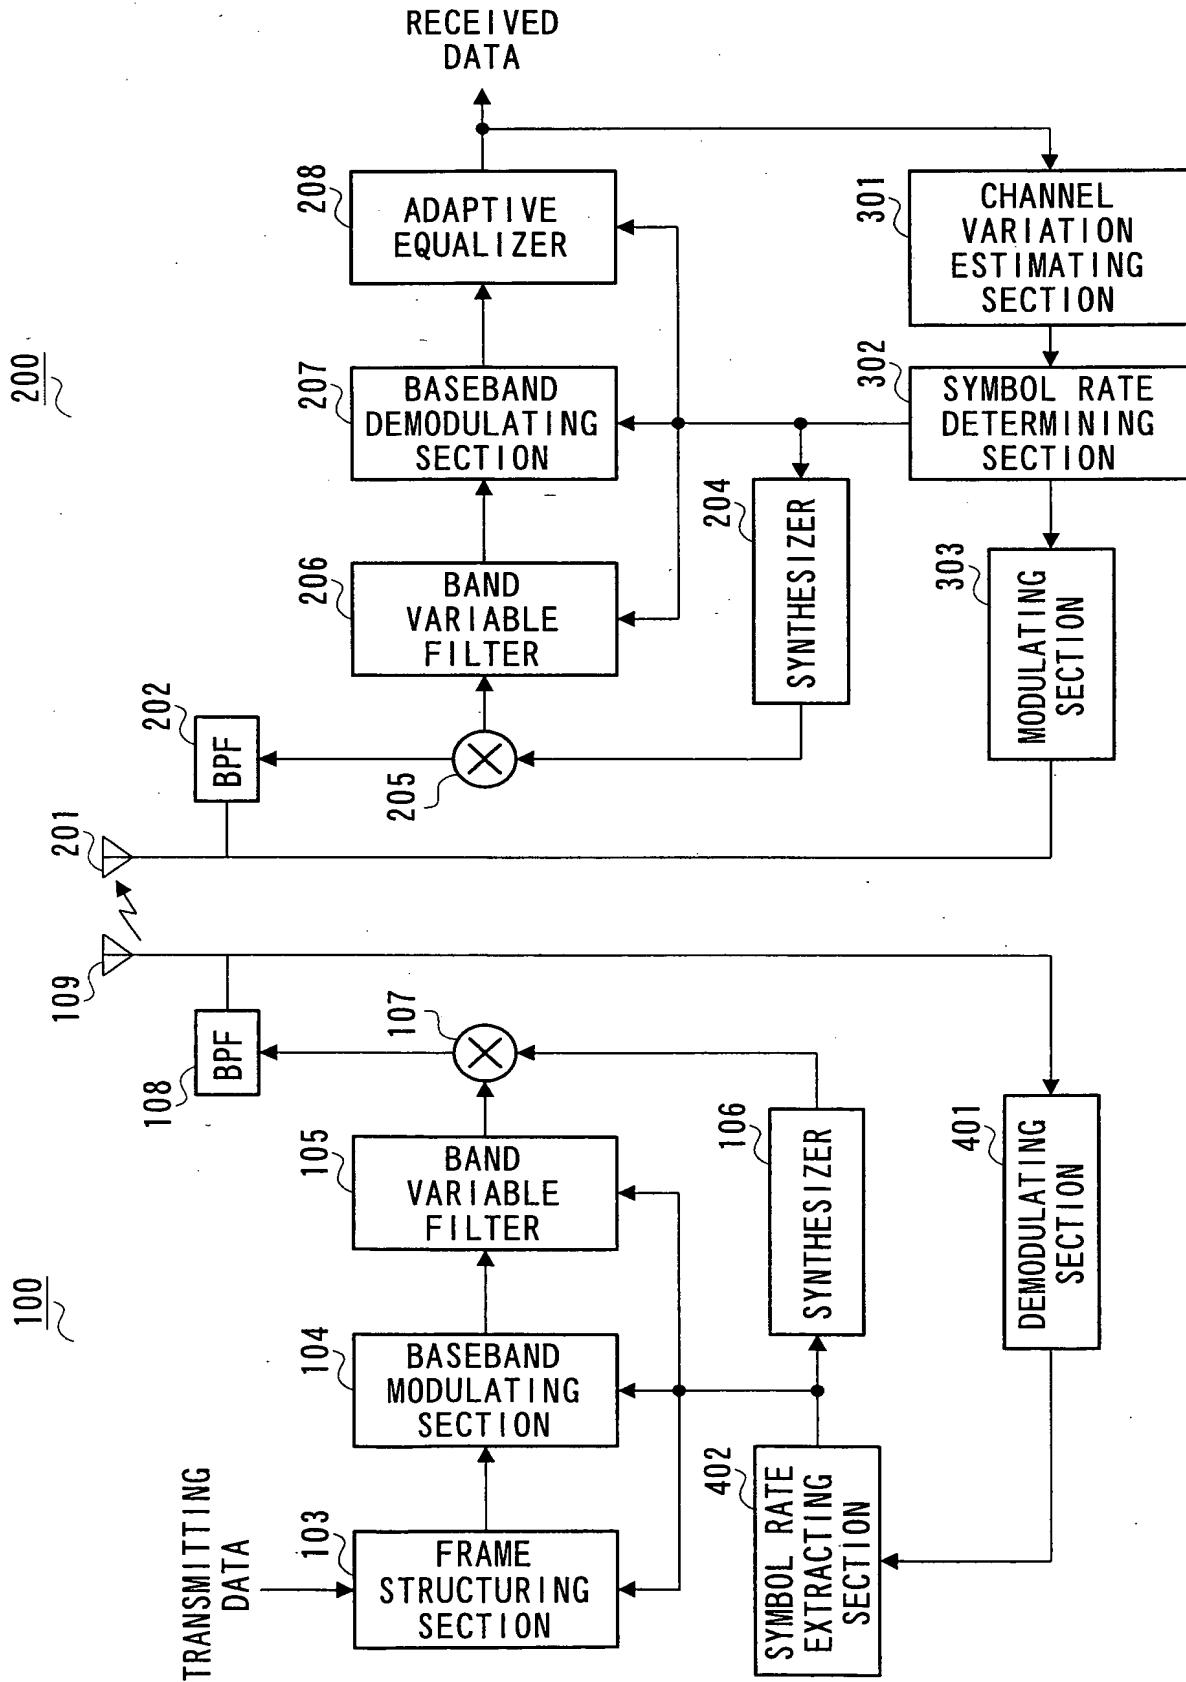 200
RECEIVED
DATA
201
202
BPF
205
206
BAND
VARIABLE
FILTER
207
BASEBAND
DEMODULATING
SECTION
208
ADAPTIVE
EQUALIZER
204
SYNTHESIZER
301
CHANNEL
VARIATION
ESTIMATING
SECTION
302
SYMBOL RATE
DETERMINING
SECTION
303
MODULATING
SECTION
100
TRANSMITTING
DATA
103
FRAME
STRUCTURING
SECTION
104
BASEBAND
MODULATING
SECTION
105
BAND
VARIABLE
FILTER
107
108
BPF
109
106
SYNTHESIZER
401
DEMODULATING
SECTION
402
SYMBOL RATE
EXTRACTING
SECTION